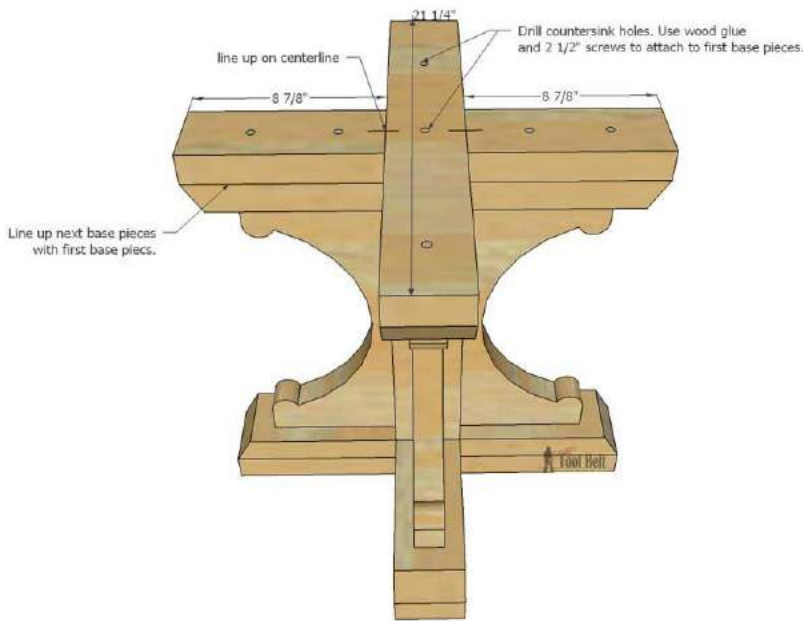 21 1/4"
Drill countersink holes. Use wood glue
and 2 1/2" screws to attach to first base pieces.
line up on centerline
8 7/8"
8 7/8"
Line up next base pieces
with first base piecs.
Tool Belt